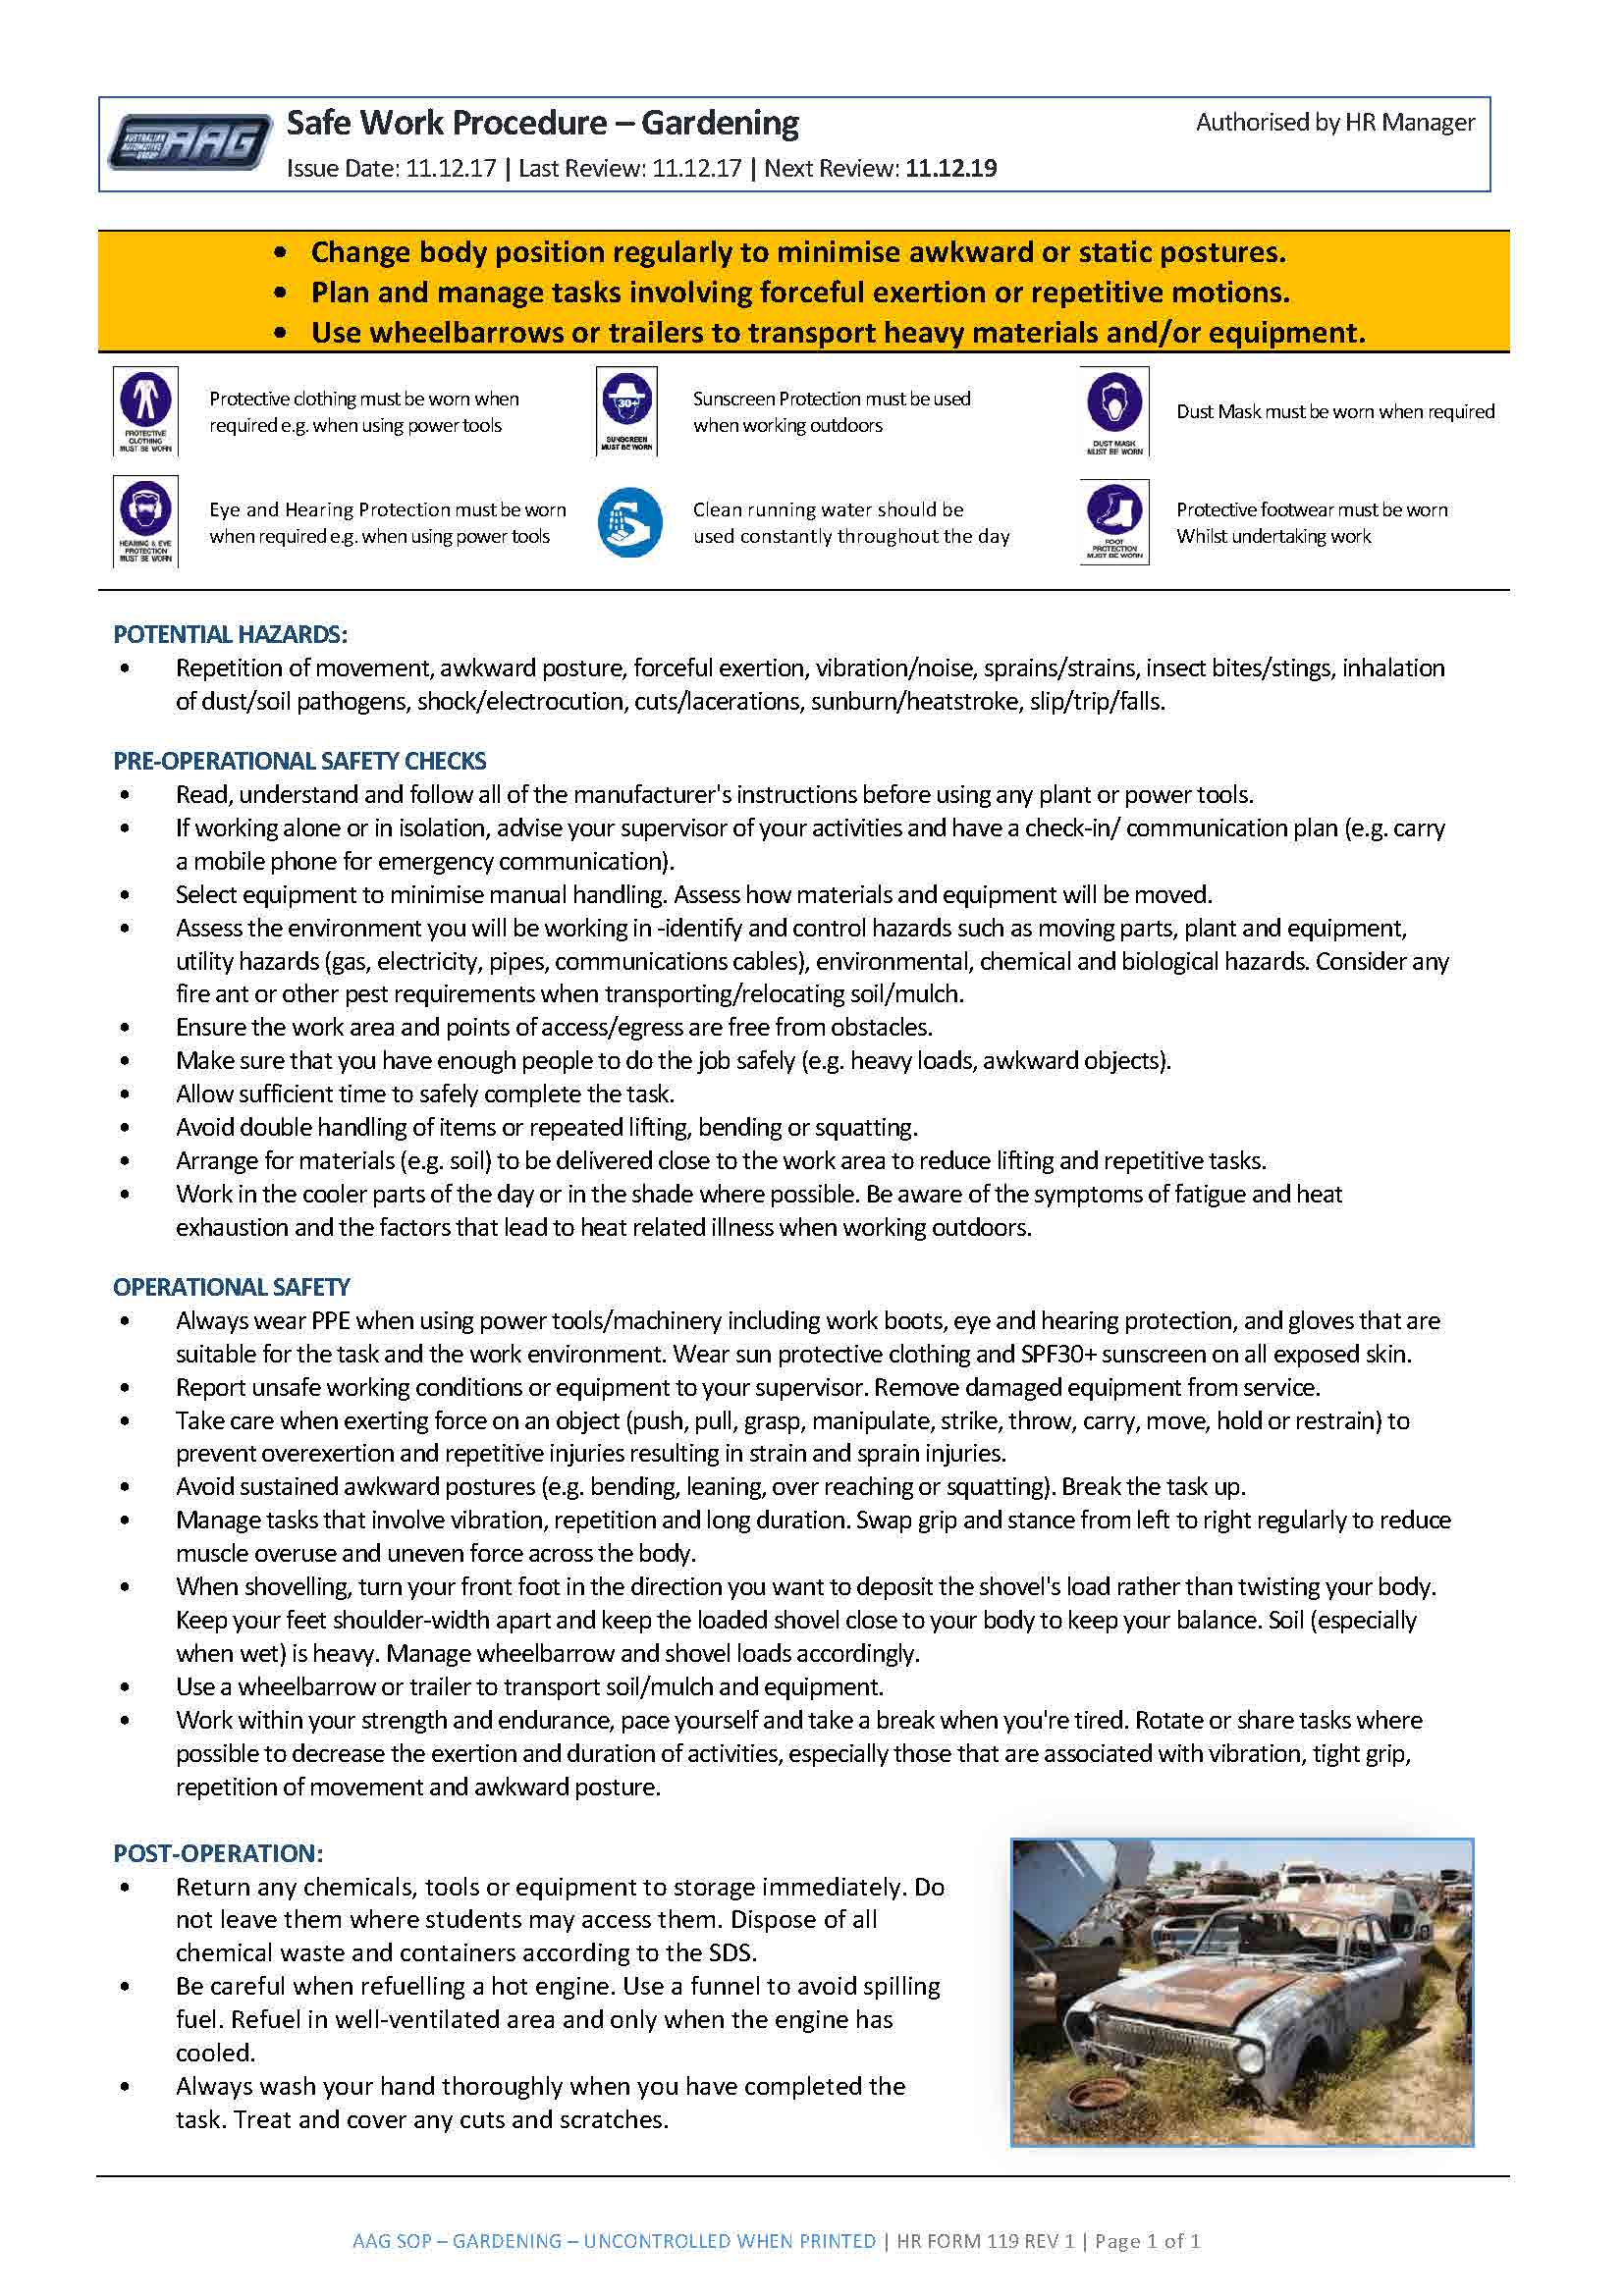 AUSTRALIAN
AUTOMOTIVE
GROUP
AAG
Safe Work Procedure – Gardening
Authorised by HR Manager
Issue Date: 11.12.17 | Last Review: 11.12.17 | Next Review: 11.12.19
• Change body position regularly to minimise awkward or static postures.
• Plan and manage tasks involving forceful exertion or repetitive motions.
• Use wheelbarrows or trailers to transport heavy materials and/or equipment.
PROTECTIVE
CLOTHING
MUST BE WORN
Protective clothing must be worn when
required e.g. when using power tools
30+
SUNSCREEN
MUST BE WORN
Sunscreen Protection must be used
when working outdoors
DUST MASK
MUST BE WORN
Dust Mask must be worn when required
HEARING & EYE
PROTECTION
MUST BE WORN
Eye and Hearing Protection must be worn
when required e.g. when using power tools
Clean running water should be
used constantly throughout the day
FOOT
PROTECTION
MUST BE WORN
Protective footwear must be worn
Whilst undertaking work
POTENTIAL HAZARDS:
• Repetition of movement, awkward posture, forceful exertion, vibration/noise, sprains/strains, insect bites/stings, inhalation
of dust/soil pathogens, shock/electrocution, cuts/lacerations, sunburn/heatstroke, slip/trip/falls.
PRE-OPERATIONAL SAFETY CHECKS
• Read, understand and follow all of the manufacturer's instructions before using any plant or power tools.
• If working alone or in isolation, advise your supervisor of your activities and have a check-in/ communication plan (e.g. carry
a mobile phone for emergency communication).
• Select equipment to minimise manual handling. Assess how materials and equipment will be moved.
• Assess the environment you will be working in -identify and control hazards such as moving parts, plant and equipment,
utility hazards (gas, electricity, pipes, communications cables), environmental, chemical and biological hazards. Consider any
fire ant or other pest requirements when transporting/relocating soil/mulch.
• Ensure the work area and points of access/egress are free from obstacles.
• Make sure that you have enough people to do the job safely (e.g. heavy loads, awkward objects).
• Allow sufficient time to safely complete the task.
• Avoid double handling of items or repeated lifting, bending or squatting.
• Arrange for materials (e.g. soil) to be delivered close to the work area to reduce lifting and repetitive tasks.
• Work in the cooler parts of the day or in the shade where possible. Be aware of the symptoms of fatigue and heat
exhaustion and the factors that lead to heat related illness when working outdoors.
OPERATIONAL SAFETY
• Always wear PPE when using power tools/machinery including work boots, eye and hearing protection, and gloves that are
suitable for the task and the work environment. Wear sun protective clothing and SPF30+ sunscreen on all exposed skin.
• Report unsafe working conditions or equipment to your supervisor. Remove damaged equipment from service.
• Take care when exerting force on an object (push, pull, grasp, manipulate, strike, throw, carry, move, hold or restrain) to
prevent overexertion and repetitive injuries resulting in strain and sprain injuries.
• Avoid sustained awkward postures (e.g. bending, leaning, over reaching or squatting). Break the task up.
• Manage tasks that involve vibration, repetition and long duration. Swap grip and stance from left to right regularly to reduce
muscle overuse and uneven force across the body.
• When shovelling, turn your front foot in the direction you want to deposit the shovel's load rather than twisting your body.
Keep your feet shoulder-width apart and keep the loaded shovel close to your body to keep your balance. Soil (especially
when wet) is heavy. Manage wheelbarrow and shovel loads accordingly.
• Use a wheelbarrow or trailer to transport soil/mulch and equipment.
• Work within your strength and endurance, pace yourself and take a break when you're tired. Rotate or share tasks where
possible to decrease the exertion and duration of activities, especially those that are associated with vibration, tight grip,
repetition of movement and awkward posture.
POST-OPERATION:
• Return any chemicals, tools or equipment to storage immediately. Do
not leave them where students may access them. Dispose of all
chemical waste and containers according to the SDS.
• Be careful when refuelling a hot engine. Use a funnel to avoid spilling
fuel. Refuel in well-ventilated area and only when the engine has
cooled.
• Always wash your hand thoroughly when you have completed the
task. Treat and cover any cuts and scratches.
AAG SOP – GARDENING – UNCONTROLLED WHEN PRINTED | HR FORM 119 REV 1 | Page 1 of 1